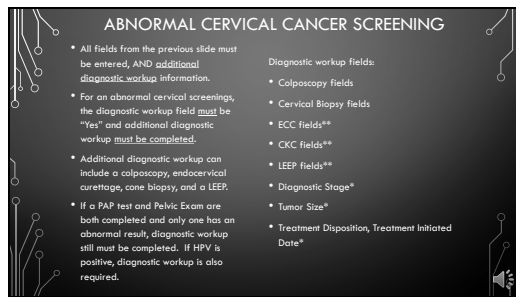 ABNORMAL CERVICAL CANCER SCREENING
• All fields from the previous slide must
be entered, AND additional
diagnostic workup information.
• For an abnormal cervical screenings,
the diagnostic workup field must be
"Yes" and additional diagnostic
workup must be completed.
• Additional diagnostic workup can
include a colposcopy, endocervical
curettage, cone biopsy, and a LEEP.
• If a PAP test and Pelvic Exam are
both completed and only one has an
abnormal result, diagnostic workup
still must be completed. If HPV is
positive, diagnostic workup is also
required.
Diagnostic workup fields:
• Colposcopy fields
• Cervical Biopsy fields
• ECC fields**
• CKC fields**
• LEEP fields**
• Diagnostic Stage*
• Tumor Size*
• Treatment Disposition, Treatment Initiated
Date*